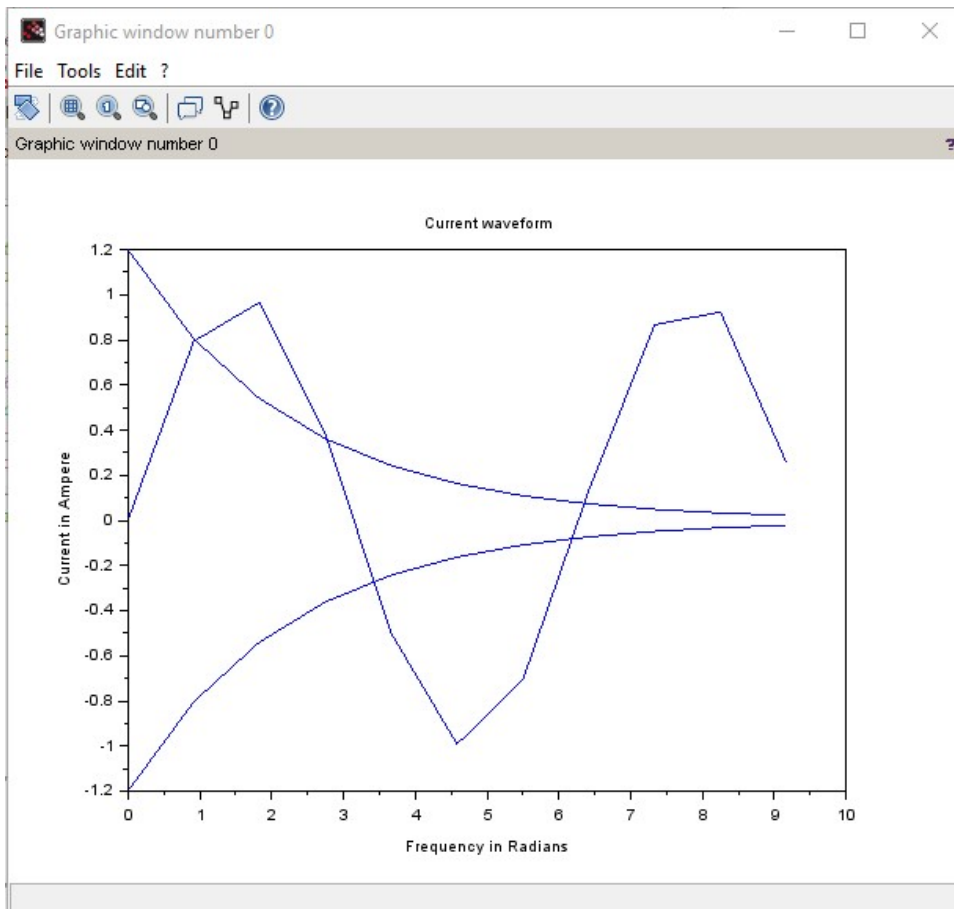 Graphic window number 0
File Tools Edit ?
Graphic window number 0
?
Current waveform
1.2
1
0.8
0.6
0.4
0.2
0
-0.2
-0.4
-0.6
-0.8
-1
-1.2
Current in Ampere
0 1 2 3 4 5 6 7 8 9 10
Frequency in Radians